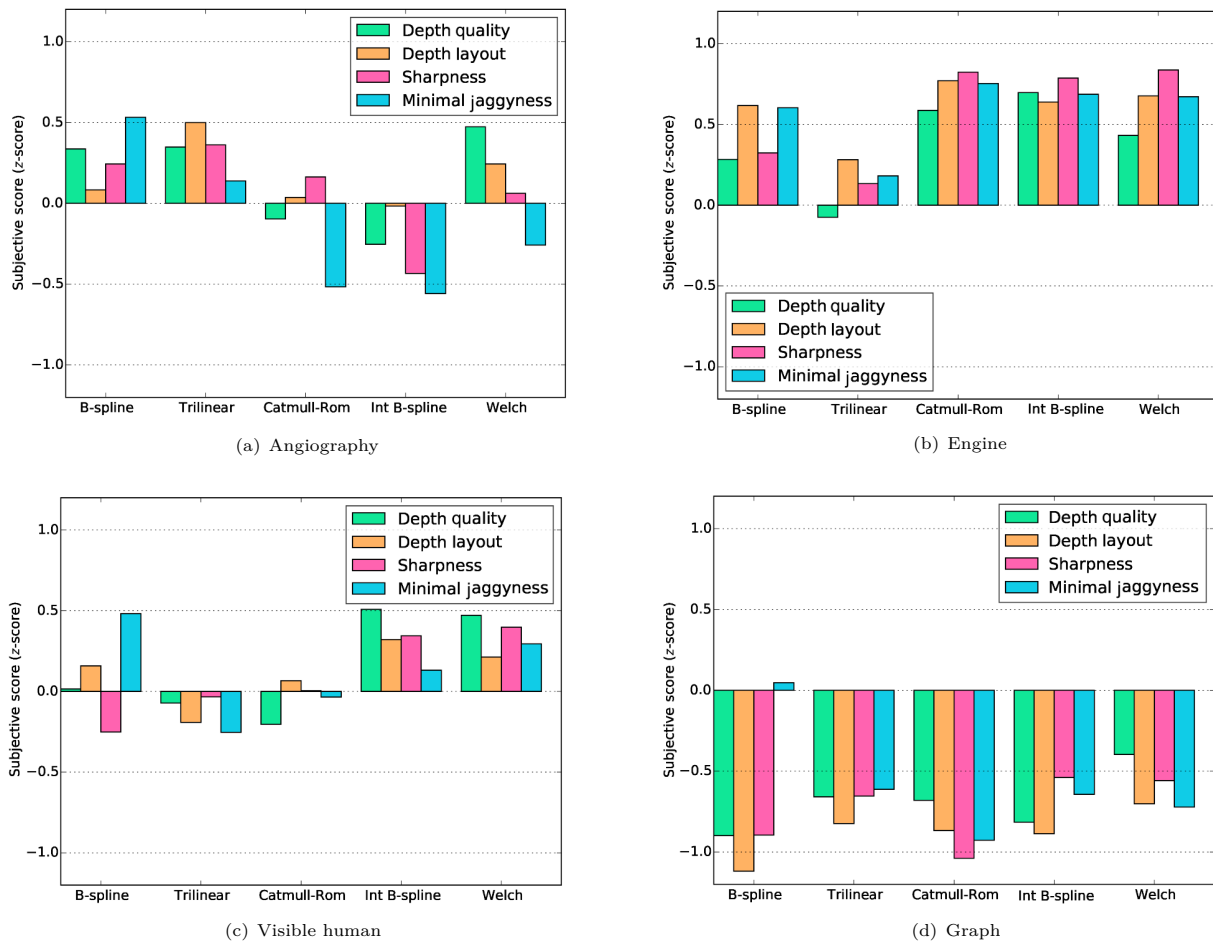 Depth quality
Depth layout
Sharpness
Minimal jaggyness
Subjective score (z-score)
1.0
0.5
0.0
−0.5
−1.0
B-spline Trilinear Catmull-Rom Int B-spline Welch
(a) Angiography
Subjective score (z-score)
1.0
0.5
0.0
−0.5
−1.0
Depth quality
Depth layout
Sharpness
Minimal jaggyness
B-spline Trilinear Catmull-Rom Int B-spline Welch
(b) Engine
Depth quality
Depth layout
Sharpness
Minimal jaggyness
Subjective score (z-score)
1.0
0.5
0.0
−0.5
−1.0
B-spline Trilinear Catmull-Rom Int B-spline Welch
(c) Visible human
Depth quality
Depth layout
Sharpness
Minimal jaggyness
Subjective score (z-score)
1.0
0.5
0.0
−0.5
−1.0
B-spline Trilinear Catmull-Rom Int B-spline Welch
(d) Graph